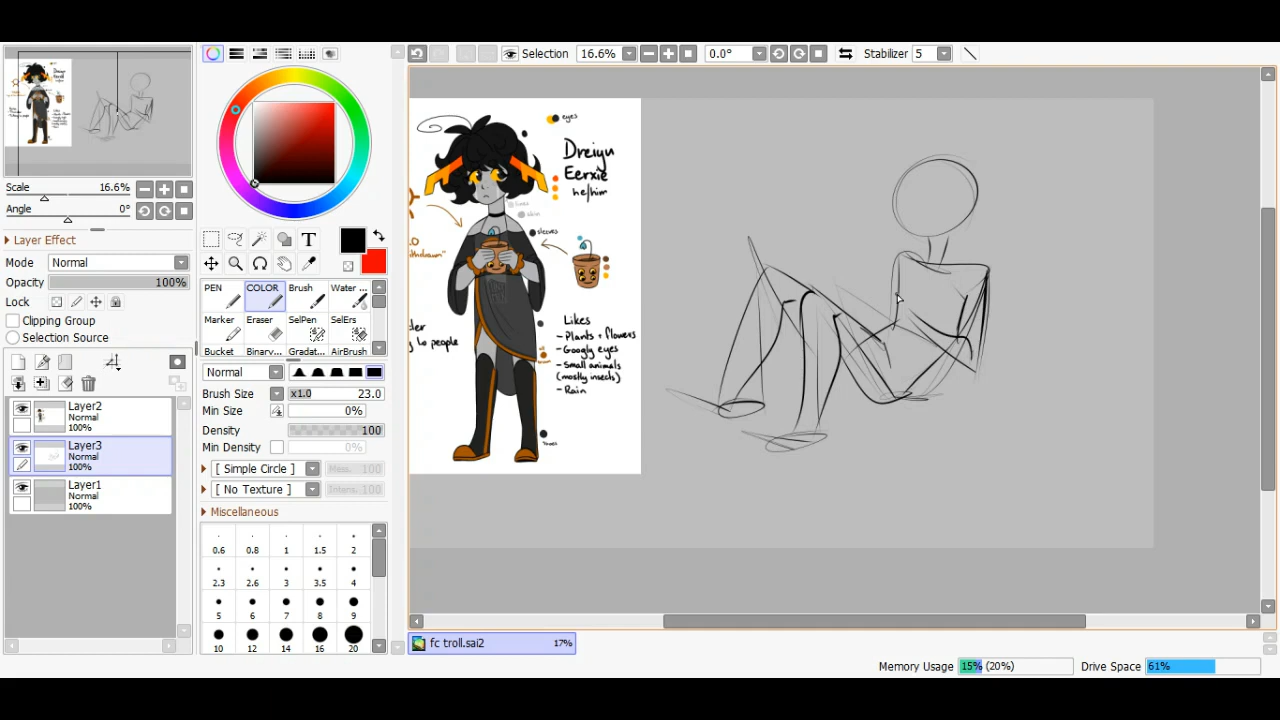 Selection 16.6% 0.0° Stabilizer 5
Scale 16.6%
Angle 0°
Layer Effect
Mode Normal
Opacity 100%
Lock
Clipping Group
Selection Source
Layer2
Normal
100%
Layer3
Normal
100%
Layer1
Normal
100%
T
PEN COLOR Brush Water ...
Marker Eraser SelPen SelErs
Bucket Binary... Gradat... AirBrush
Normal
Brush Size x1.0 23.0
Min Size 0%
Density 100
Min Density 0%
[ Simple Circle ]
[ No Texture ]
Miscellaneous
0.6 0.8 1 1.5 2
2.3 2.6 3 3.5 4
5 6 7 8 9
10 12 14 16 20
eyes
Dreiyn
Eerxie
he/him
skin
sleeves
Likes
- Plants + flowers
- Googly eyes
- Small animals
(mostly insects)
- Rain
to people
fc troll.sai2 17%
Memory Usage 15% (20%) Drive Space 61%